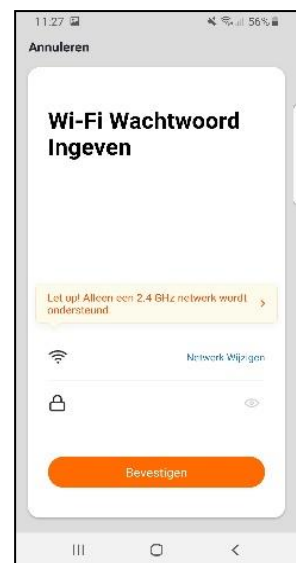 11:27 56%
Annuleren
Wi-Fi Wachtwoord
Ingeven
Let op! Alleen een 2.4 GHz netwerk wordt
ondersteund
Netwerk Wijzigen
Bevestigen